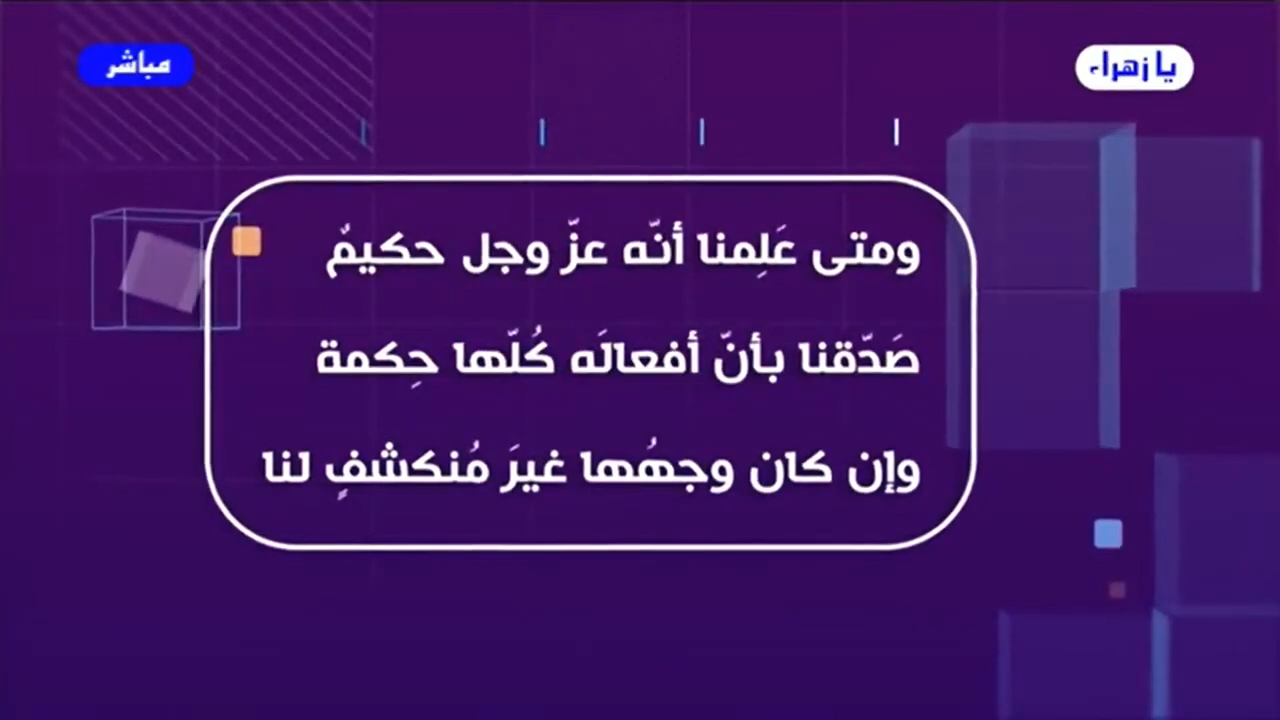 يا زهراء
مباشر
ومتى عَلِمنا أنّه عزّ وجل حكيمٌ
صَدّقنا بأنّ أفعالَه كُلّها حِكمة
وإن كان وجهُها غيرَ مُنكشفٍ لنا